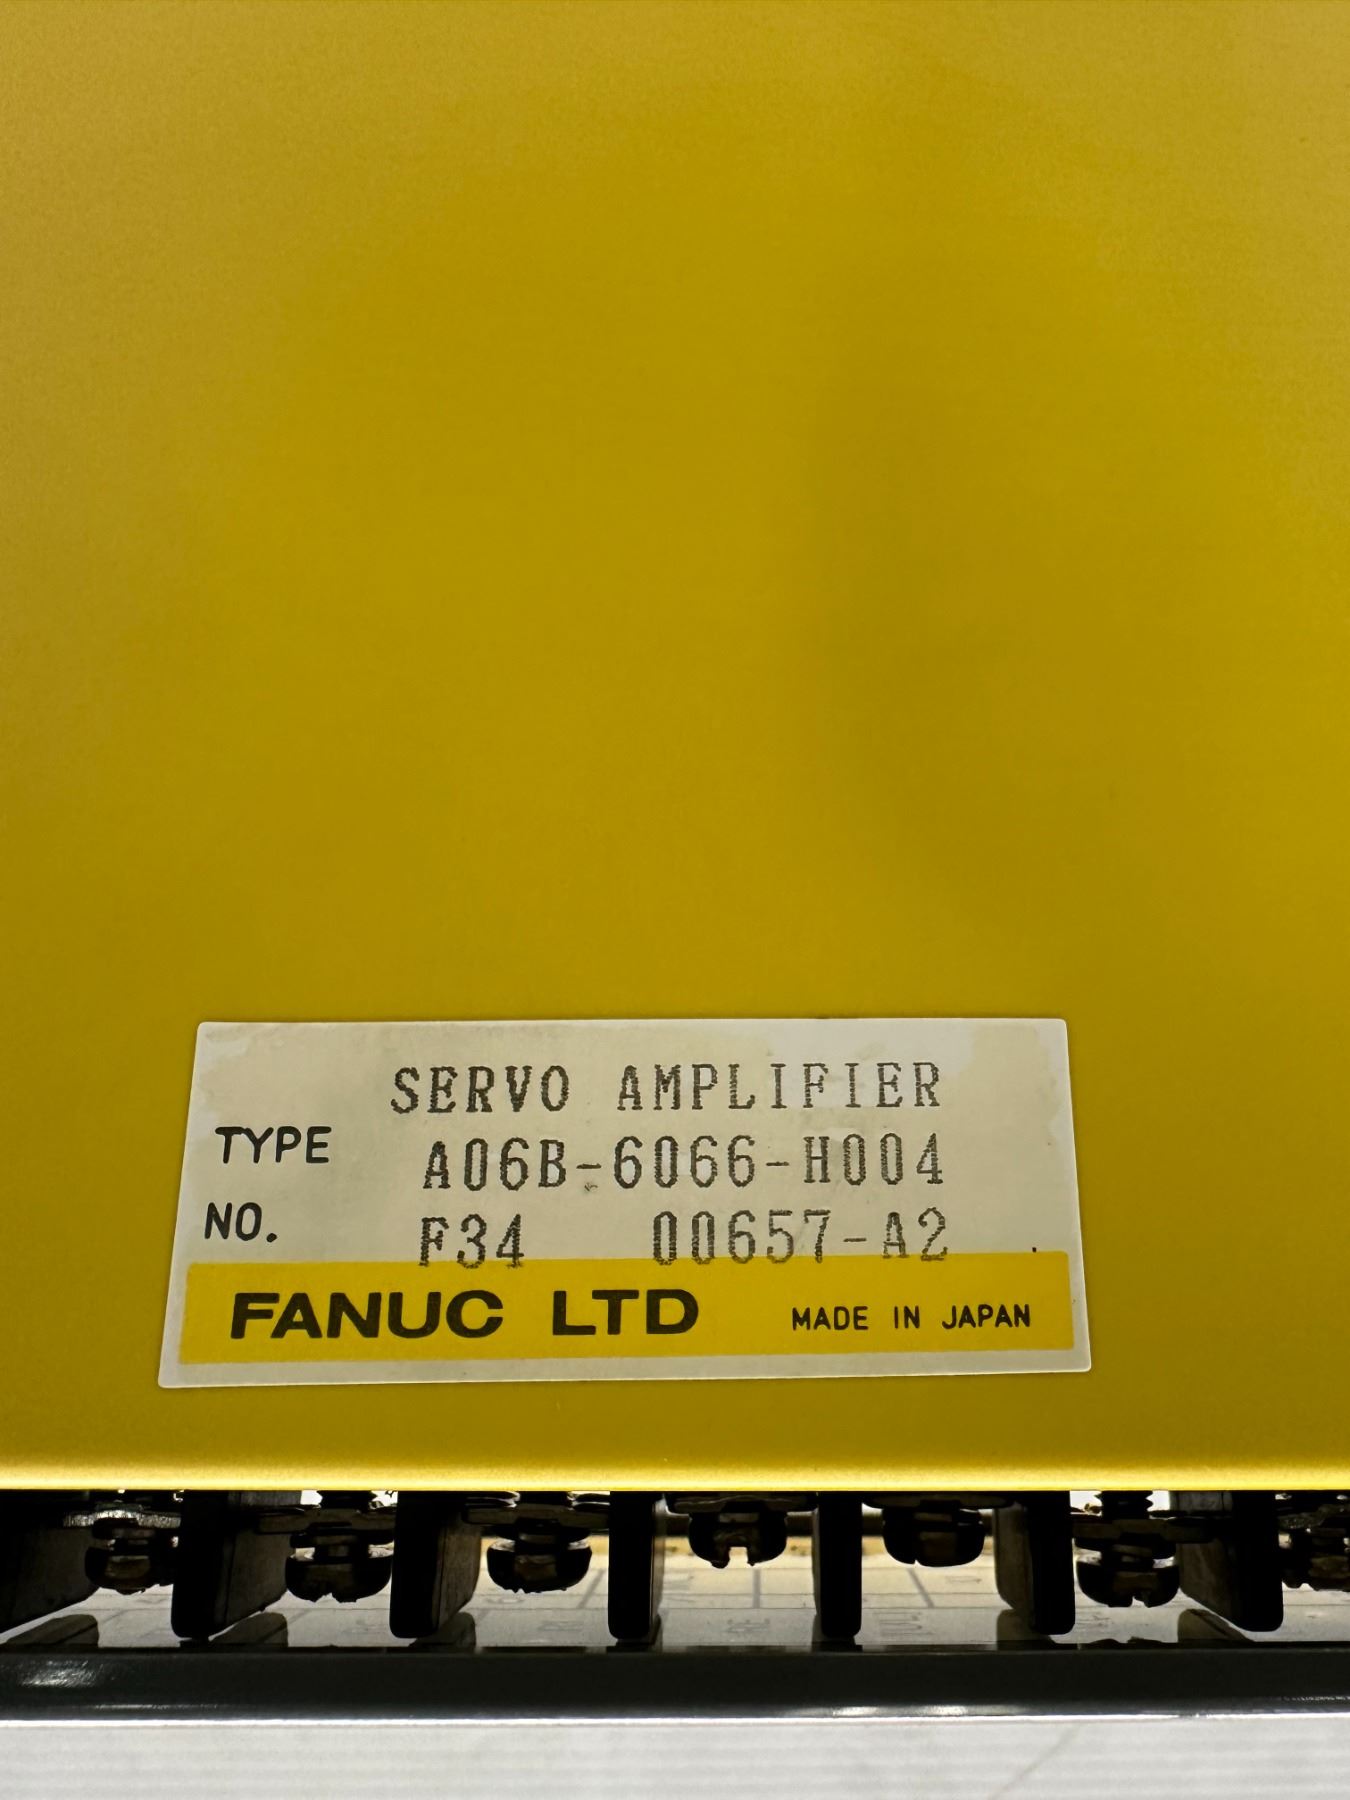 SERVO AMPLIFIER
TYPE A06B-6066-H004
NO. F34 00657-A2
FANUC LTD MADE IN JAPAN